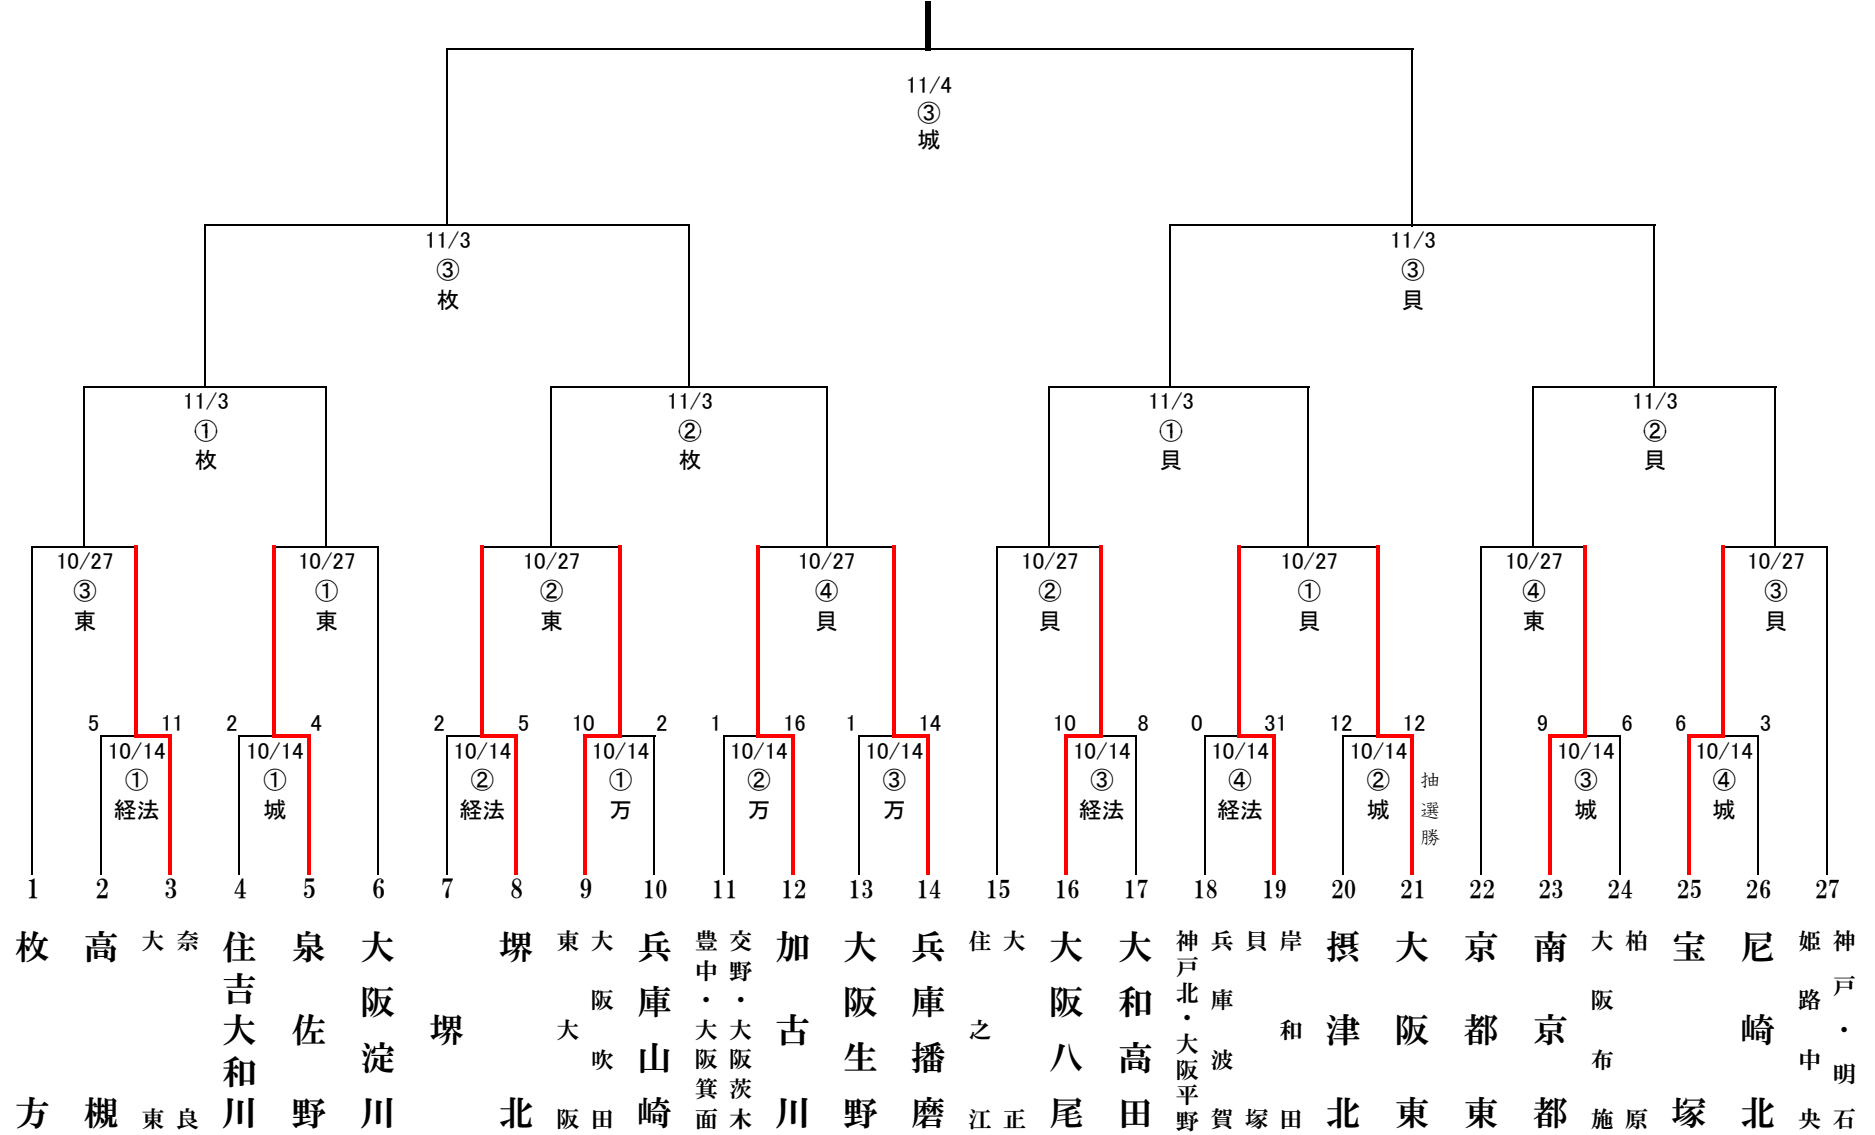 11/4
③
城
11/3
③
枚
11/3
③
貝
11/3
①
枚
11/3
②
枚
11/3
①
貝
11/3
②
貝
10/27
③
東
10/27
①
東
10/27
②
東
10/27
④
貝
10/27
②
貝
10/27
①
貝
10/27
④
東
10/27
③
貝
5 11
10/14
①
経法
2 4
10/14
①
城
2 5
10/14
②
経法
10 2
10/14
①
万
1 16
10/14
②
万
1 14
10/14
③
万
10 8
10/14
③
経法
0 31
10/14
④
経法
12 12
10/14
②
城
抽選勝
9 6
10/14
③
城
6 3
10/14
④
城
1 2 3 4 5 6 7 8 9 10 11 12 13 14 15 16 17 18 19 20 21 22 23 24 25 26 27
枚方
高槻
大東
奈良
住吉大和川
泉佐野
大阪淀川
堺
堺北
東大阪
大阪吹田
兵庫山崎
豊中・大阪箕面
交野・大阪茨木
加古川
大阪生野
兵庫播磨
住之江
大正
大阪八尾
大和高田
神戸北・大阪平野
兵庫波賀
貝塚
岸和田
摂津北
大阪東
京都東
南京都
大阪布施
柏原
宝塚
尼崎北
姫路中央
神戸・明石